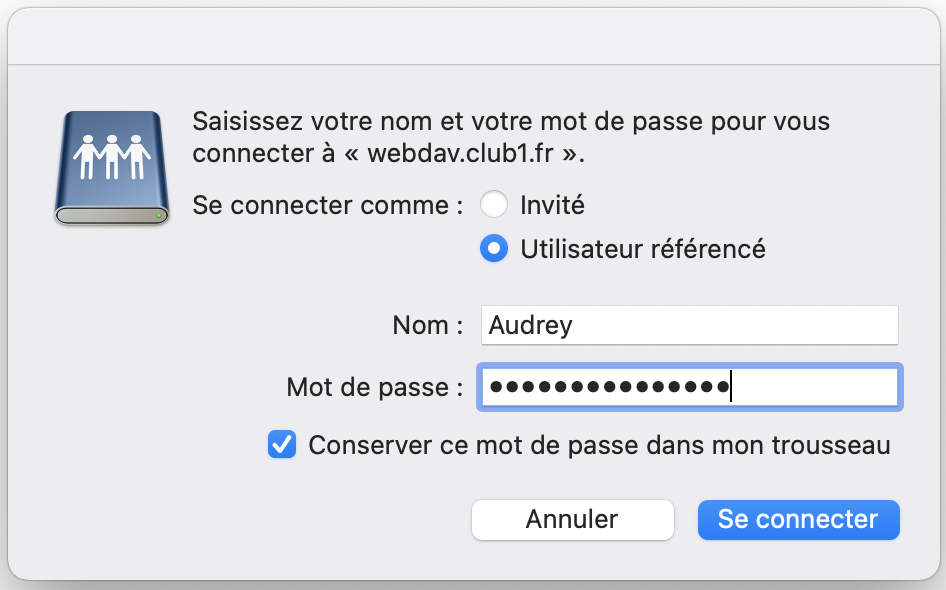 Saisissez votre nom et votre mot de passe pour vous
connecter à « webdav.club1.fr ».
Se connecter comme : Invité
Utilisateur référencé
Nom : Audrey
Mot de passe : •••••••••••••••
Conserver ce mot de passe dans mon trousseau
Annuler Se connecter